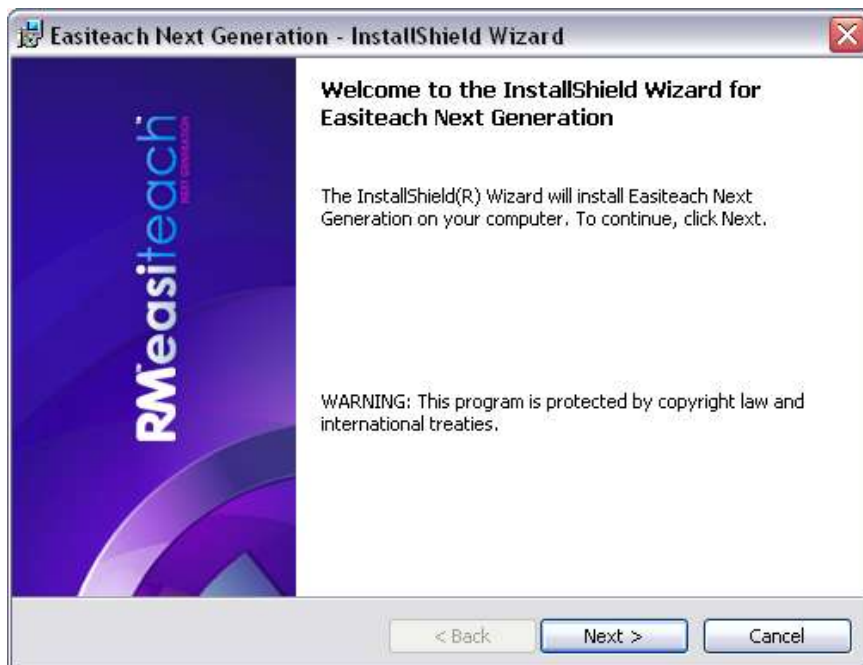 Easiteach Next Generation - InstallShield Wizard
RM easiteach
NEXT GENERATION
Welcome to the InstallShield Wizard for
Easiteach Next Generation
The InstallShield(R) Wizard will install Easiteach Next
Generation on your computer. To continue, click Next.
WARNING: This program is protected by copyright law and
international treaties.
< Back
Next >
Cancel